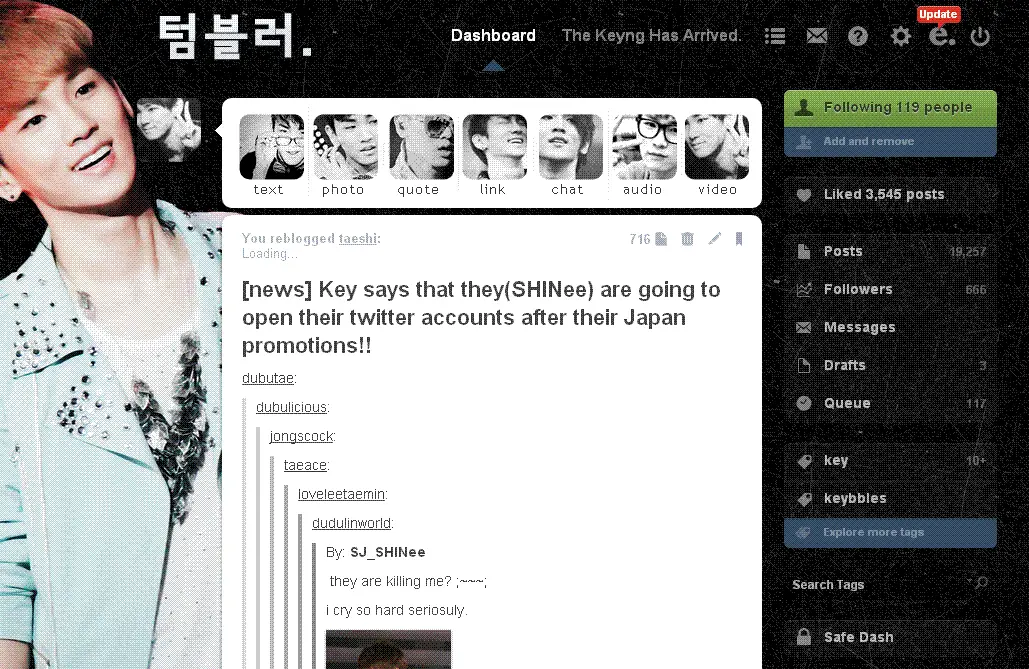 텀블러.
Dashboard
The Keyng Has Arrived.
Update
e.
text
photo
quote
link
chat
audio
video
You reblogged taeshi:
716
Loading...
[news] Key says that they(SHINee) are going to
open their twitter accounts after their Japan
promotions!!
dubutae:
dubulicious:
jongscock:
taeace:
loveleetaemin:
dudulinworld:
By: SJ_SHINee
they are killing me? ;~~~;
i cry so hard seriosuly.
Following 119 people
Add and remove
Liked 3,545 posts
Posts 19,257
Followers 666
Messages
Drafts 3
Queue 117
key 10+
keybbles
Explore more tags
Search Tags
Safe Dash